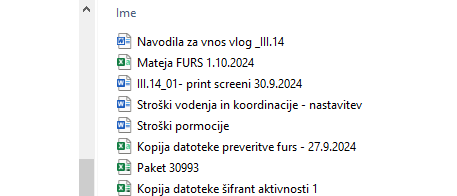 Ime
Navodila za vnos vlog _III.14
Mateja FURS 1.10.2024
III.14_01- print screeni 30.9.2024
Stroški vodenja in koordinacije - nastavitev
Stroški pormocije
Kopija datoteke preveritve furs - 27.9.2024
Paket 30993
Kopija datoteke šifrant aktivnosti 1